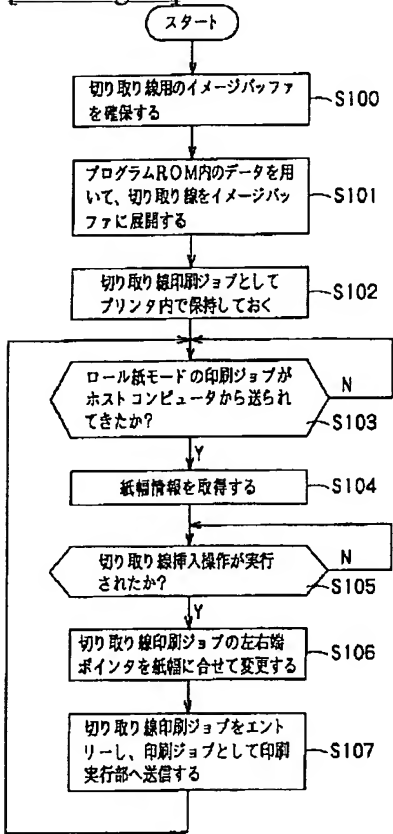 スタート
切り取り線用のイメージバッファ
を確保する
S100
プログラムROM内のデータを用
いて、切り取り線をイメージバッ
ファに展開する
S101
切り取り線印刷ジョブとして
プリンタ内で保持しておく
S102
ロール紙モードの印刷ジョブが
ホストコンピュータから送られ
てきたか?
N
S103
Y
紙幅情報を取得する
S104
切り取り線挿入操作が実行
されたか?
N
S105
Y
切り取り線印刷ジョブの左右端
ポインタを紙幅に合せて変更する
S106
切り取り線印刷ジョブをエント
リーし、印刷ジョブとして印刷
実行部へ送信する
S107